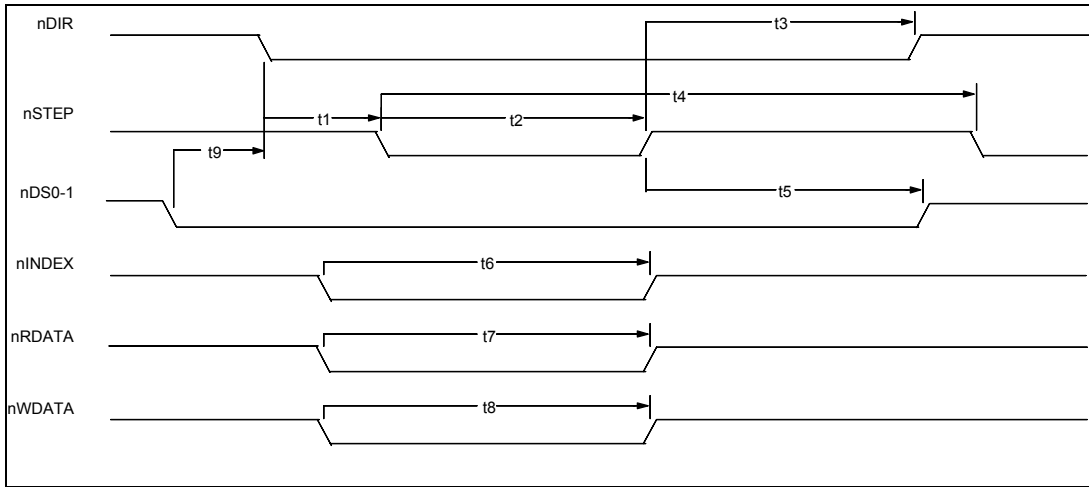 nDIR
t3
nSTEP
t4
t1
t2
t9
nDS0-1
t5
nINDEX
t6
nRDATA
t7
nWDATA
t8